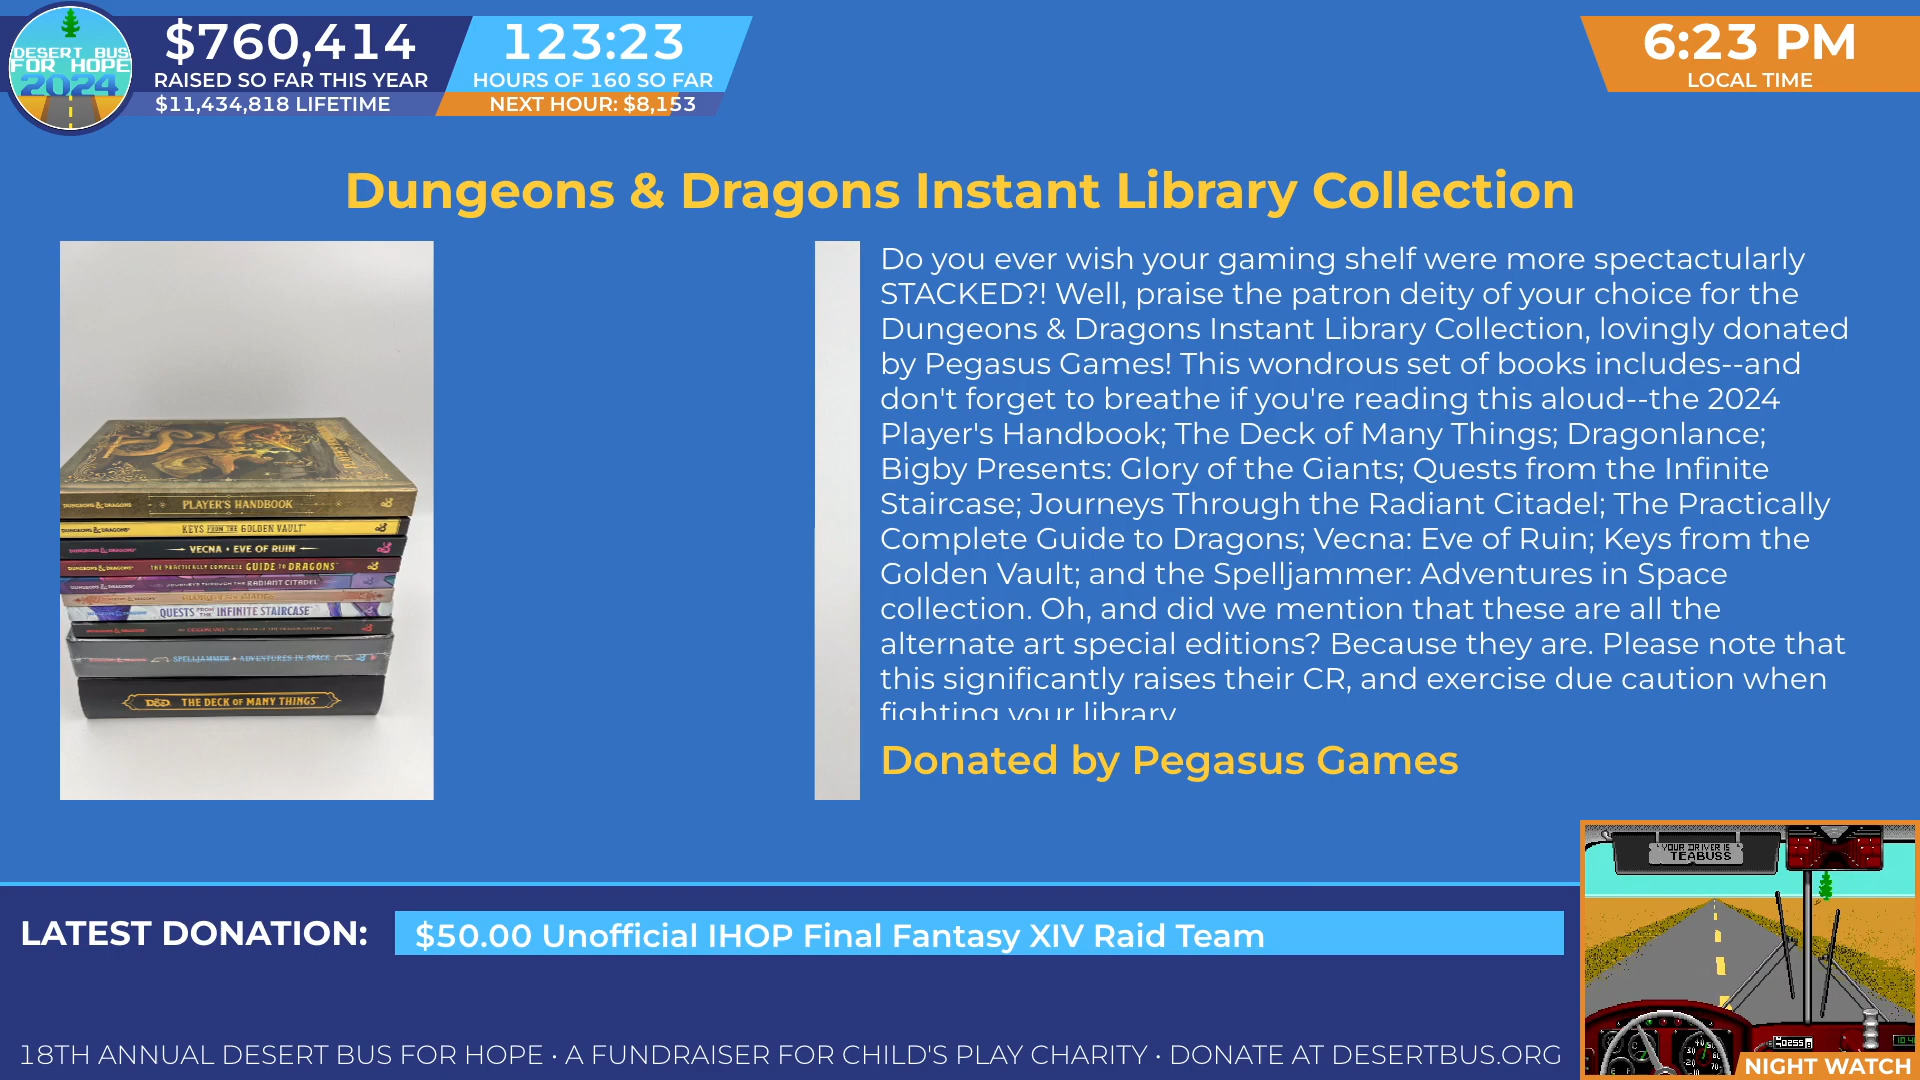 DESERT BUS
FOR HOPE
2024
$760,414
RAISED SO FAR THIS YEAR
$11,434,818 LIFETIME
123:23
HOURS OF 160 SO FAR
NEXT HOUR: $8,153
6:23 PM
LOCAL TIME
Dungeons & Dragons Instant Library Collection
PLAYER'S HANDBOOK
KEYS FROM THE GOLDEN VAULT
VECNA • EVE OF RUIN
THE PRACTICALLY COMPLETE GUIDE TO DRAGONS
JOURNEYS THROUGH THE RADIANT CITADEL
QUESTS FROM THE INFINITE STAIRCASE
SPELLJAMMER • ADVENTURES IN SPACE
D&D THE DECK OF MANY THINGS
Do you ever wish your gaming shelf were more spectactularly
STACKED?! Well, praise the patron deity of your choice for the
Dungeons & Dragons Instant Library Collection, lovingly donated
by Pegasus Games! This wondrous set of books includes--and
don't forget to breathe if you're reading this aloud--the 2024
Player's Handbook; The Deck of Many Things; Dragonlance;
Bigby Presents: Glory of the Giants; Quests from the Infinite
Staircase; Journeys Through the Radiant Citadel; The Practically
Complete Guide to Dragons; Vecna: Eve of Ruin; Keys from the
Golden Vault; and the Spelljammer: Adventures in Space
collection. Oh, and did we mention that these are all the
alternate art special editions? Because they are. Please note that
this significantly raises their CR, and exercise due caution when
fighting your library
Donated by Pegasus Games
YOUR DRIVER IS
TEABUSS
LATEST DONATION:
$50.00 Unofficial IHOP Final Fantasy XIV Raid Team
18TH ANNUAL DESERT BUS FOR HOPE • A FUNDRAISER FOR CHILD'S PLAY CHARITY • DONATE AT DESERTBUS.ORG
NIGHT WATCH